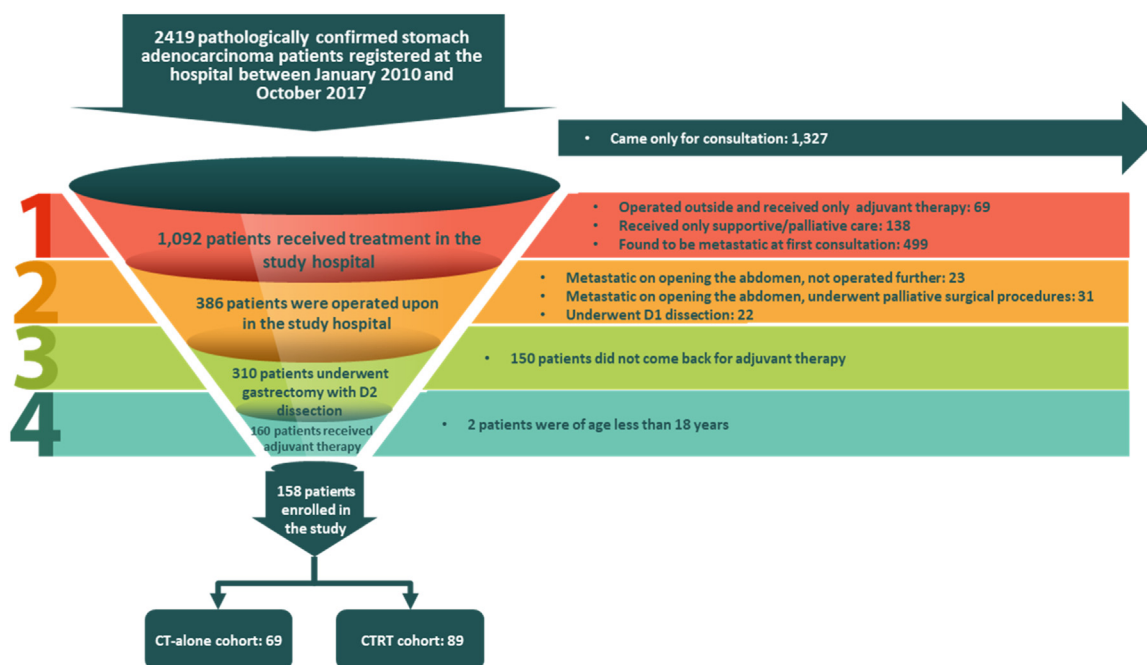 2419 pathologically confirmed stomach
adenocarcinoma patients registered at the
hospital between January 2010 and
October 2017
• Came only for consultation: 1,327
1
1,092 patients received treatment in the
study hospital
• Operated outside and received only adjuvant therapy: 69
• Received only supportive/palliative care: 138
• Found to be metastatic at first consultation: 499
2
386 patients were operated upon
in the study hospital
• Metastatic on opening the abdomen, not operated further: 23
• Metastatic on opening the abdomen, underwent palliative surgical procedures: 31
• Underwent D1 dissection: 22
3
310 patients underwent
gastrectomy with D2
dissection
• 150 patients did not come back for adjuvant therapy
4
160 patients received
adjuvant therapy
• 2 patients were of age less than 18 years
158 patients
enrolled in
the study
CT-alone cohort: 69
CTRT cohort: 89